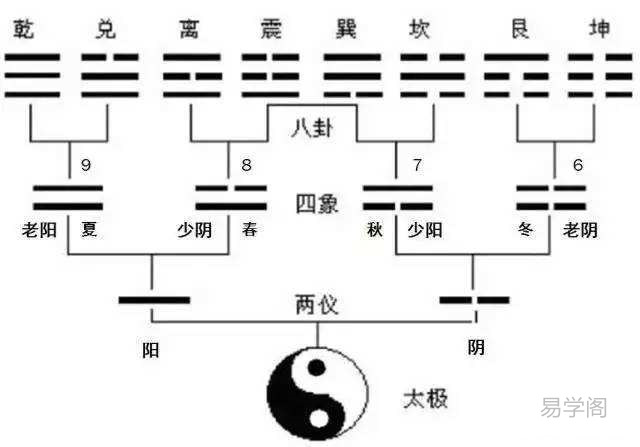 乾 兑 离 震 巽 坎 艮 坤
八卦
9 8 7 6
四象
老阳 夏 少阴 春 秋 少阳 冬 老阴
两仪
阳 阴
太极
易学阁